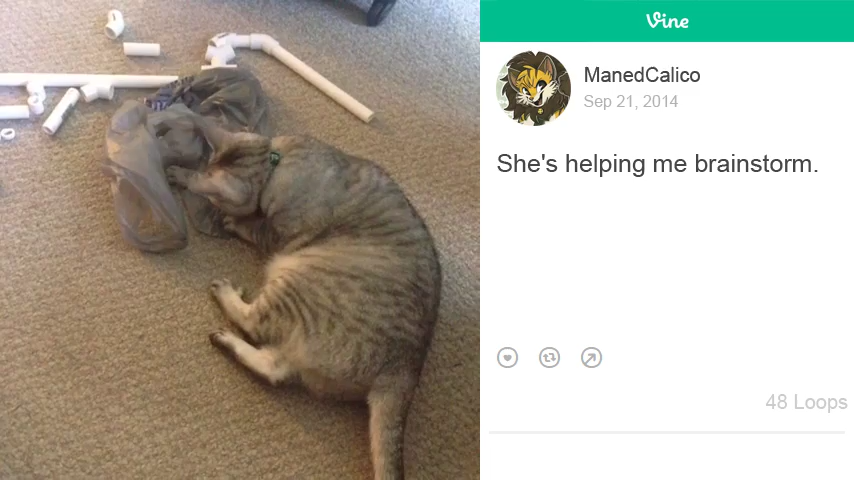 Vine
ManedCalico
Sep 21, 2014
She's helping me brainstorm.
48 Loops